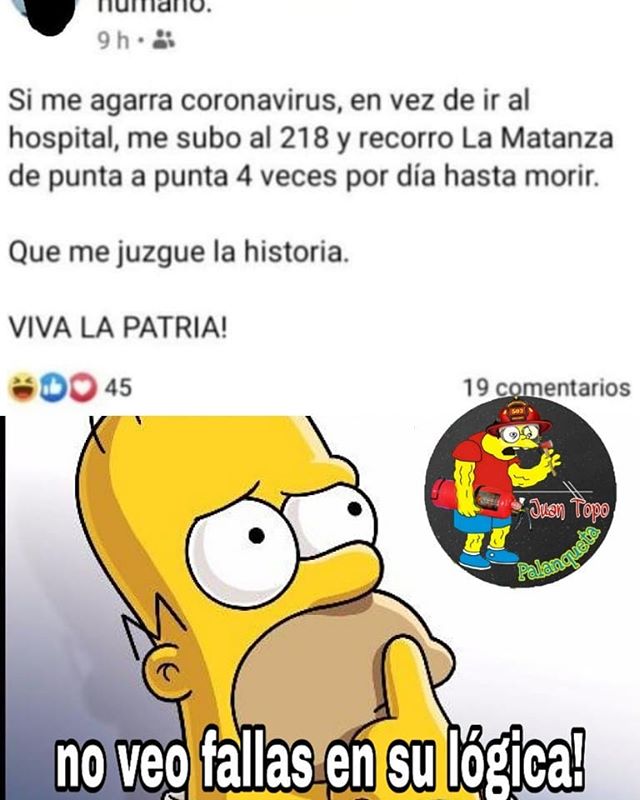 humano.
9 h
Si me agarra coronavirus, en vez de ir al
hospital, me subo al 218 y recorro La Matanza
de punta a punta 4 veces por día hasta morir.
Que me juzgue la historia.
VIVA LA PATRIA!
45
19 comentarios
503
Juan Topo
Palanqueta
no veo fallas en su lógica!